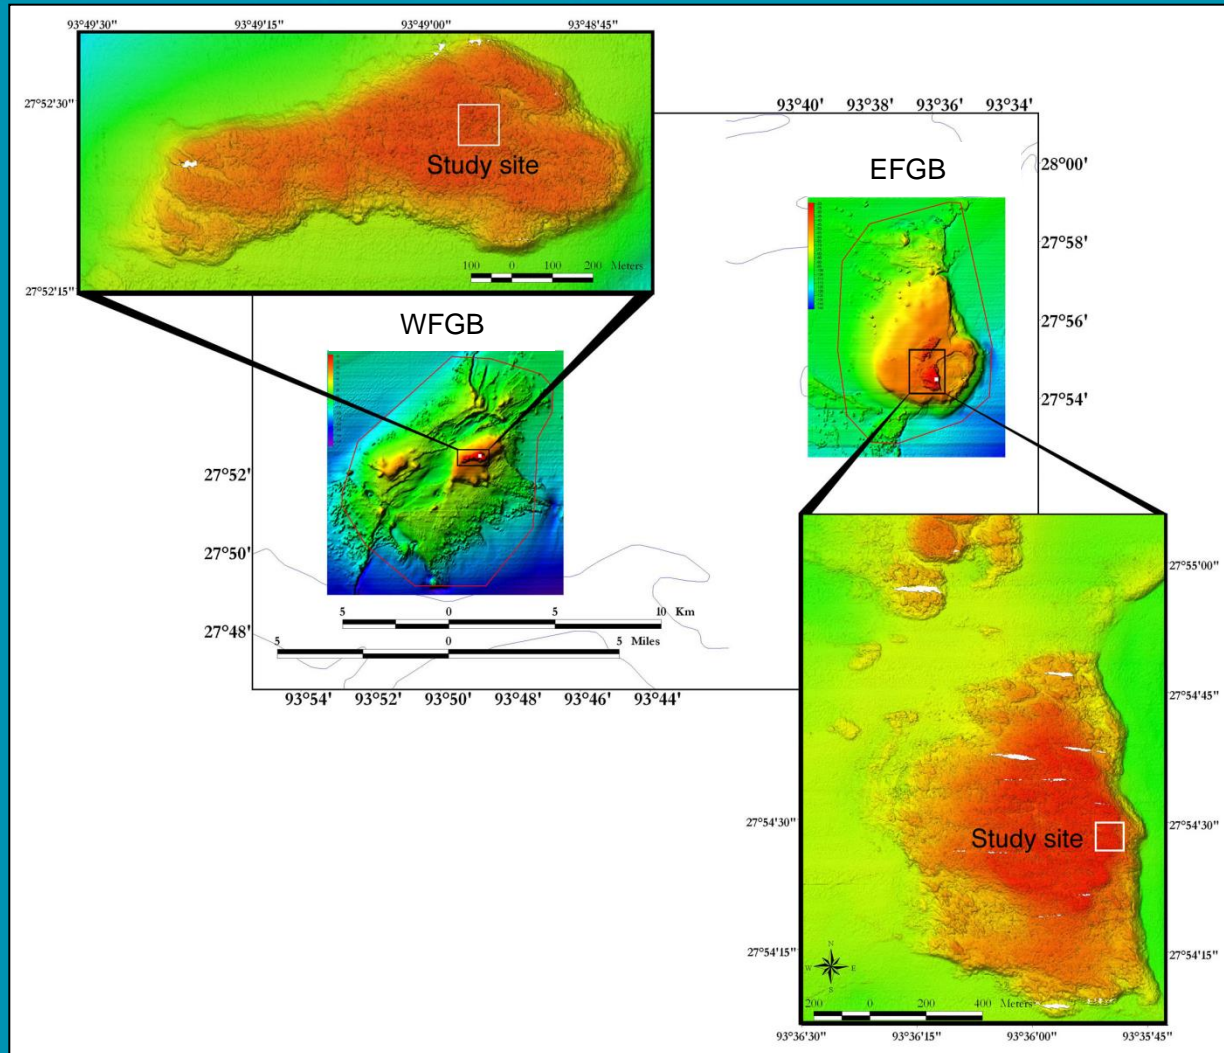 93°49'30" 93°49'15" 93°49'00" 93°48'45"
27°52'30"
Study site
100 0 100 200 Meters
27°52'15"
93°40' 93°38' 93°36' 93°34'
EFGB
28°00'
27°58'
27°56'
27°54'
WFGB
27°52'
27°50'
27°48'
5 0 5 10 Km
5 0 5 Miles
93°54' 93°52' 93°50' 93°48' 93°46' 93°44'
27°55'00"
27°54'45"
27°54'30" 27°54'30"
Study site
27°54'15" 27°54'15"
N
W E
S
200 0 200 400 Meters
93°36'30" 93°36'15" 93°36'00" 93°35'45"